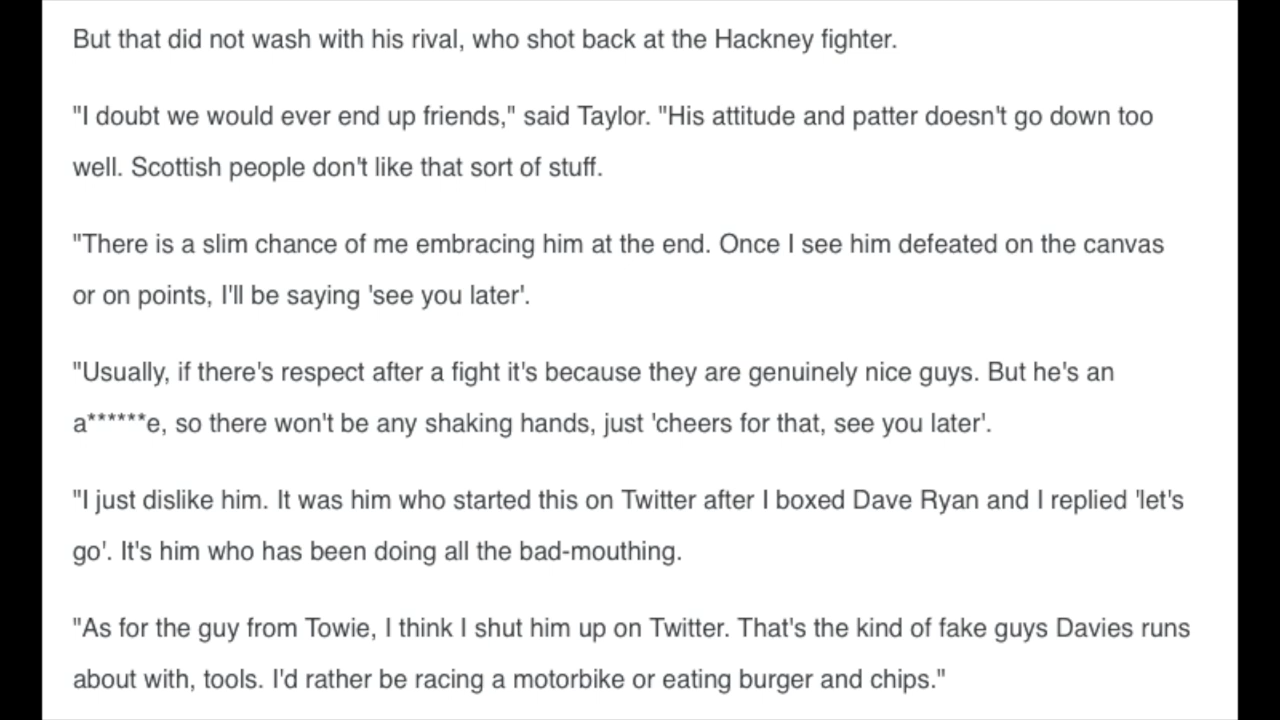 But that did not wash with his rival, who shot back at the Hackney fighter.
"I doubt we would ever end up friends," said Taylor. "His attitude and patter doesn't go down too
well. Scottish people don't like that sort of stuff.
"There is a slim chance of me embracing him at the end. Once I see him defeated on the canvas
or on points, I'll be saying 'see you later'.
"Usually, if there's respect after a fight it's because they are genuinely nice guys. But he's an
a******e, so there won't be any shaking hands, just 'cheers for that, see you later'.
"I just dislike him. It was him who started this on Twitter after I boxed Dave Ryan and I replied 'let's
go'. It's him who has been doing all the bad-mouthing.
"As for the guy from Towie, I think I shut him up on Twitter. That's the kind of fake guys Davies runs
about with, tools. I'd rather be racing a motorbike or eating burger and chips."